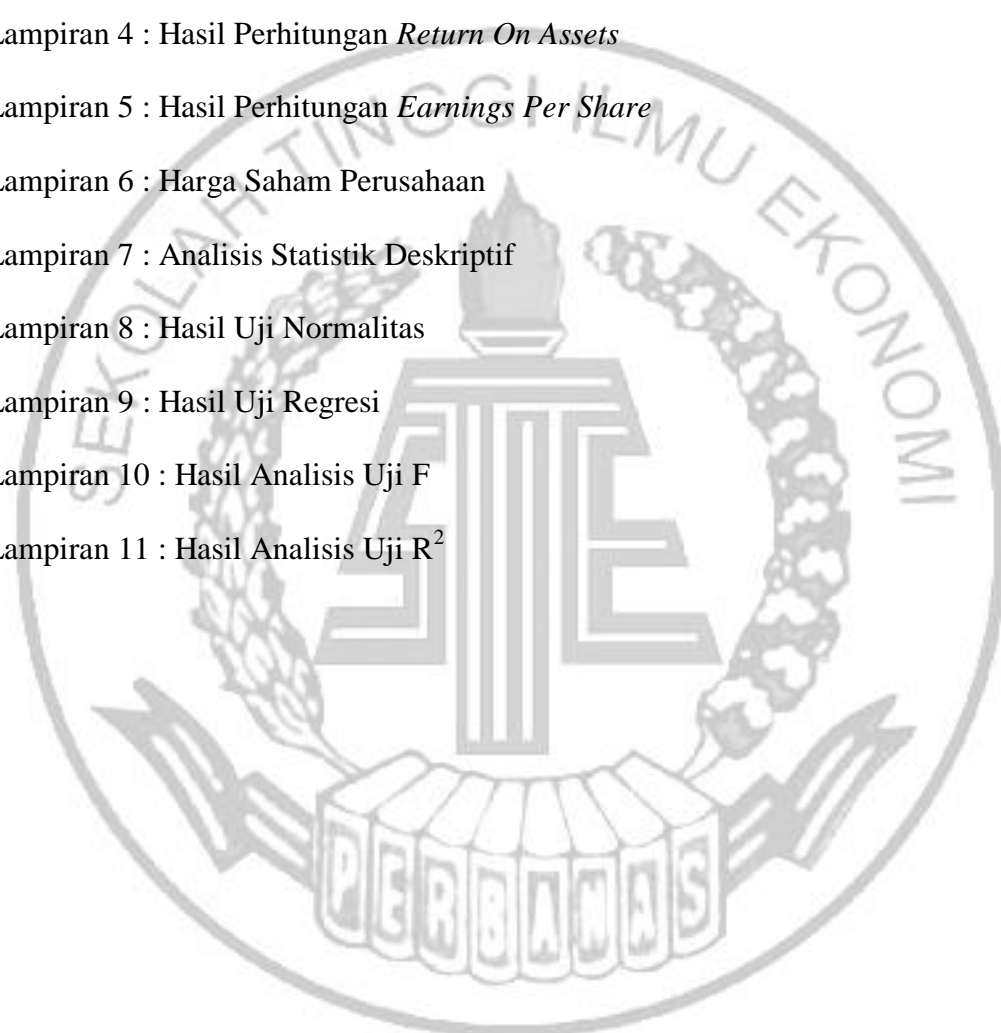 Lampiran 4 : Hasil Perhitungan Return On Assets
Lampiran 5 : Hasil Perhitungan Earnings Per Share
Lampiran 6 : Harga Saham Perusahaan
Lampiran 7 : Analisis Statistik Deskriptif
Lampiran 8 : Hasil Uji Normalitas
Lampiran 9 : Hasil Uji Regresi
Lampiran 10 : Hasil Analisis Uji F
Lampiran 11 : Hasil Analisis Uji R²
SEKOLAH TINGGI ILMU EKONOMI
STIE
PERBANAS